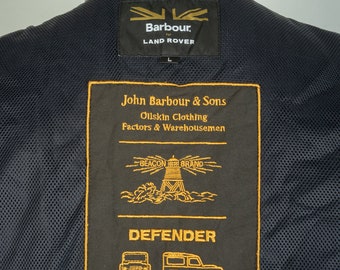 Barbour
LAND ROVER
L
John Barbour & Sons
Oilskin Clothing
Factors & Warehousemen
BEACON BRAND
DEFENDER